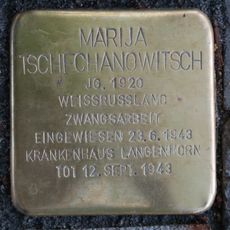 MARIJA
TSCHECHANOWITSCH
JG. 1920
WEISSRUSSLAND
ZWANGSARBEIT
EINGEWIESEN 23.6.1943
KRANKENHAUS LANGENHORN
TOT 12. SEPT. 1943